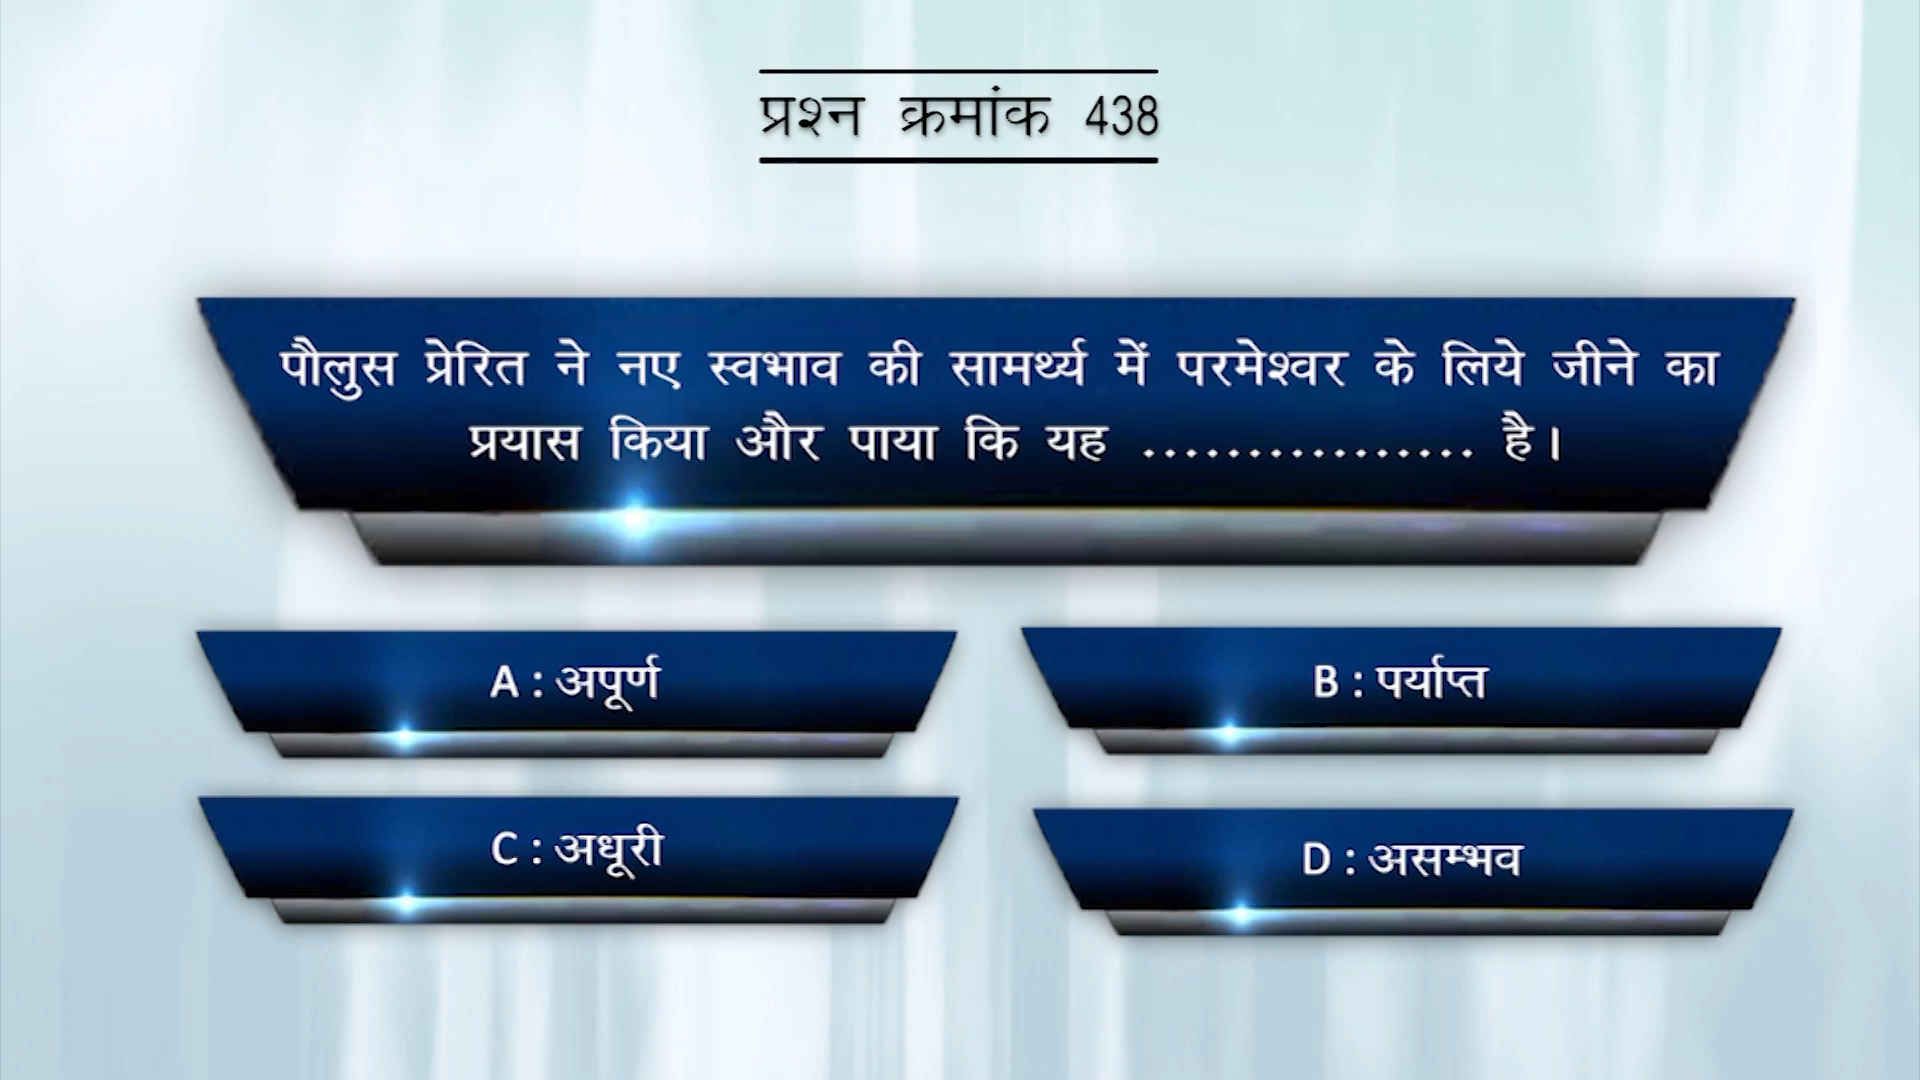 प्रश्न क्रमांक 438
पौलुस प्रेरित ने नए स्वभाव की सामर्थ्य में परमेश्वर के लिये जीने का
प्रयास किया और पाया कि यह ................ है।
A : अपूर्ण
B : पर्याप्त
C : अधूरी
D : असम्भव